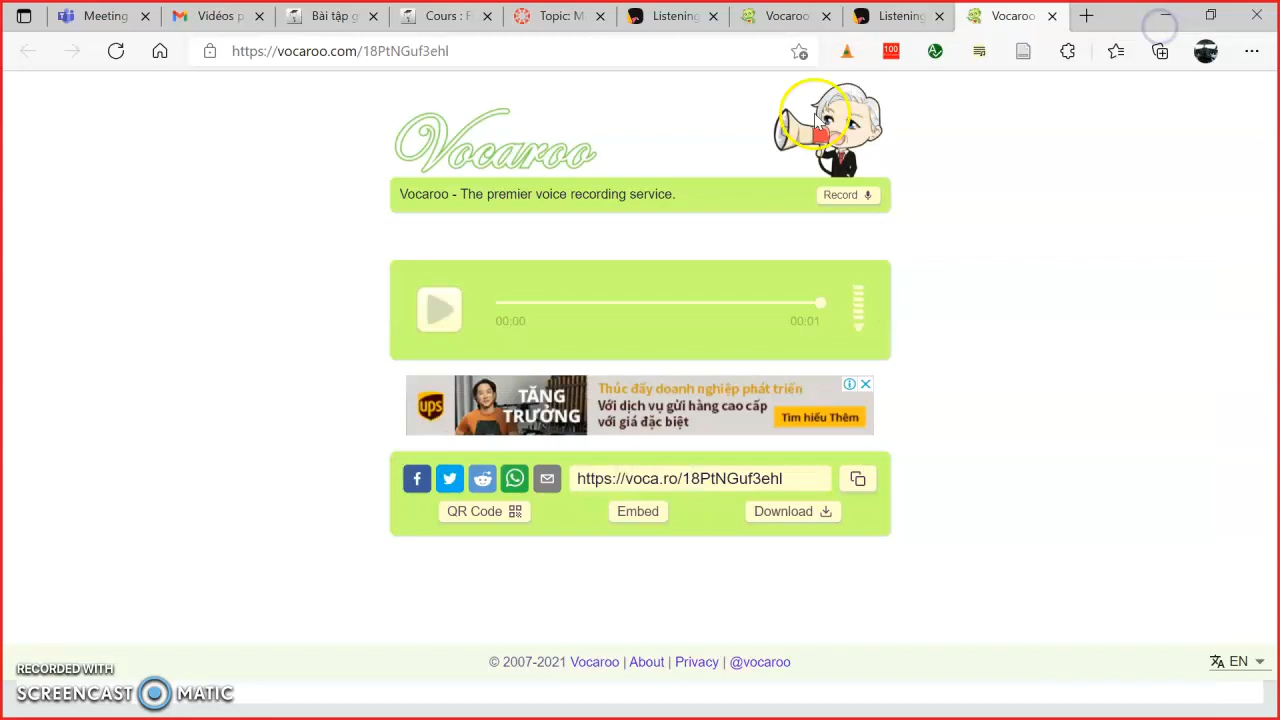 Meeting
Vidéos p
Bài tập g
Cours : F
Topic: M
Listening
Vocaroo
Listening
Vocaroo
https://vocaroo.com/18PtNGuf3ehl
100
Vocaroo
Vocaroo - The premier voice recording service.
Record
00:00
00:01
ups
TĂNG
TRƯỞNG
Thúc đẩy doanh nghiệp phát triển
Với dịch vụ gửi hàng cao cấp
với giá đặc biệt
Tìm hiểu Thêm
https://voca.ro/18PtNGuf3ehl
QR Code
Embed
Download
© 2007-2021 Vocaroo | About | Privacy | @vocaroo
EN
RECORDED WITH
SCREENCAST MATIC